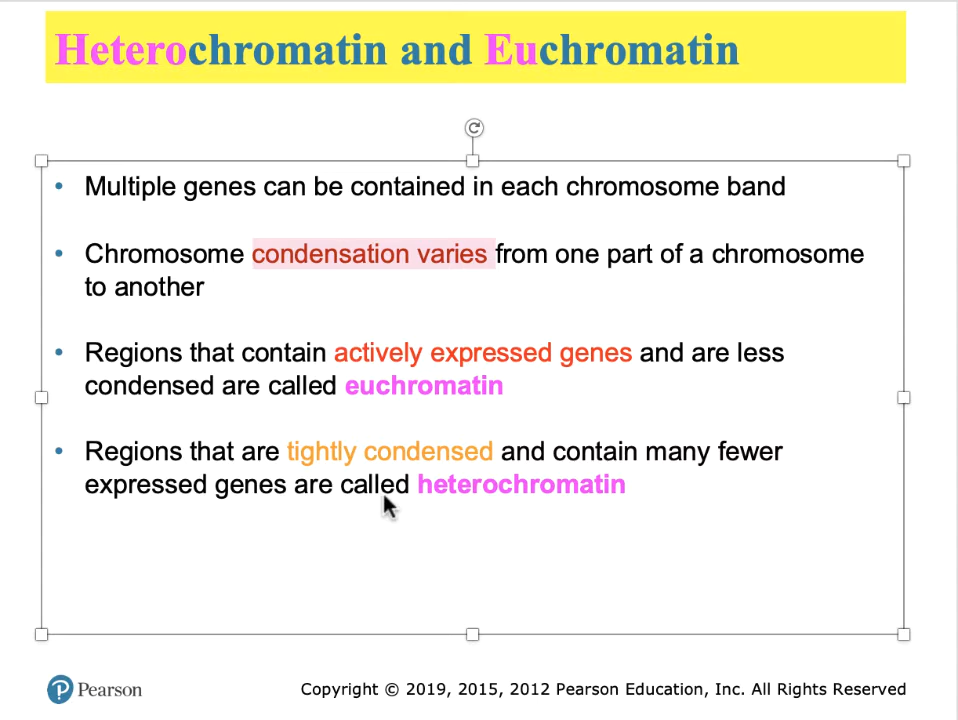 Heterochromatin and Euchromatin
• Multiple genes can be contained in each chromosome band
• Chromosome condensation varies from one part of a chromosome
to another
• Regions that contain actively expressed genes and are less
condensed are called euchromatin
• Regions that are tightly condensed and contain many fewer
expressed genes are called heterochromatin
P Pearson
Copyright © 2019, 2015, 2012 Pearson Education, Inc. All Rights Reserved